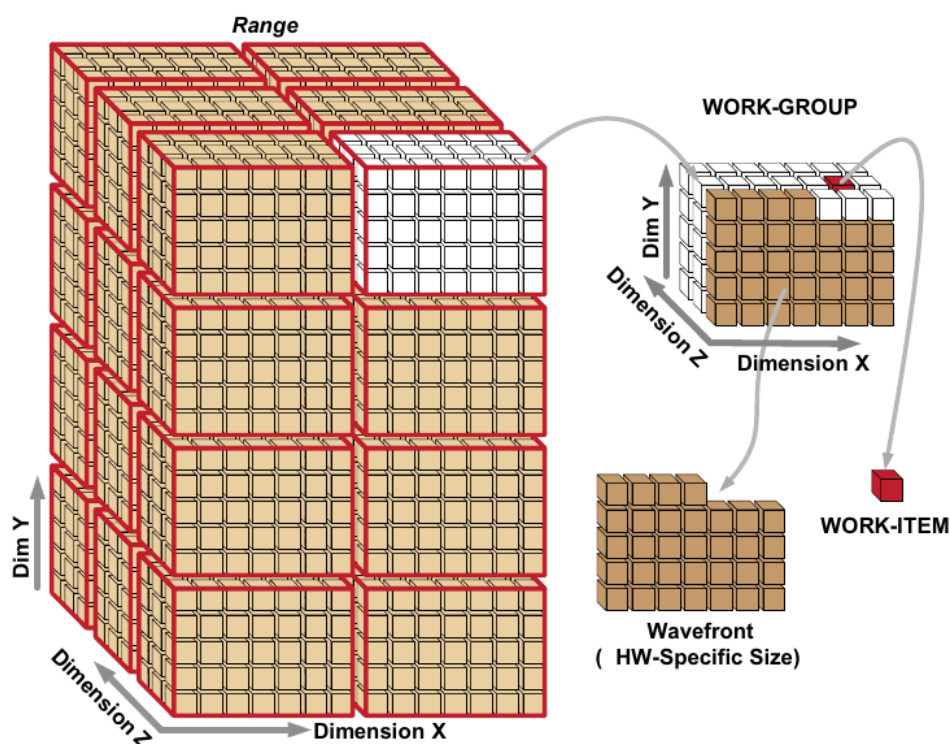 Range
WORK-GROUP
Dim Y
Dimension Z
Dimension X
WORK-ITEM
Wavefront
( HW-Specific Size)
Dim Y
Dimension Z
Dimension X